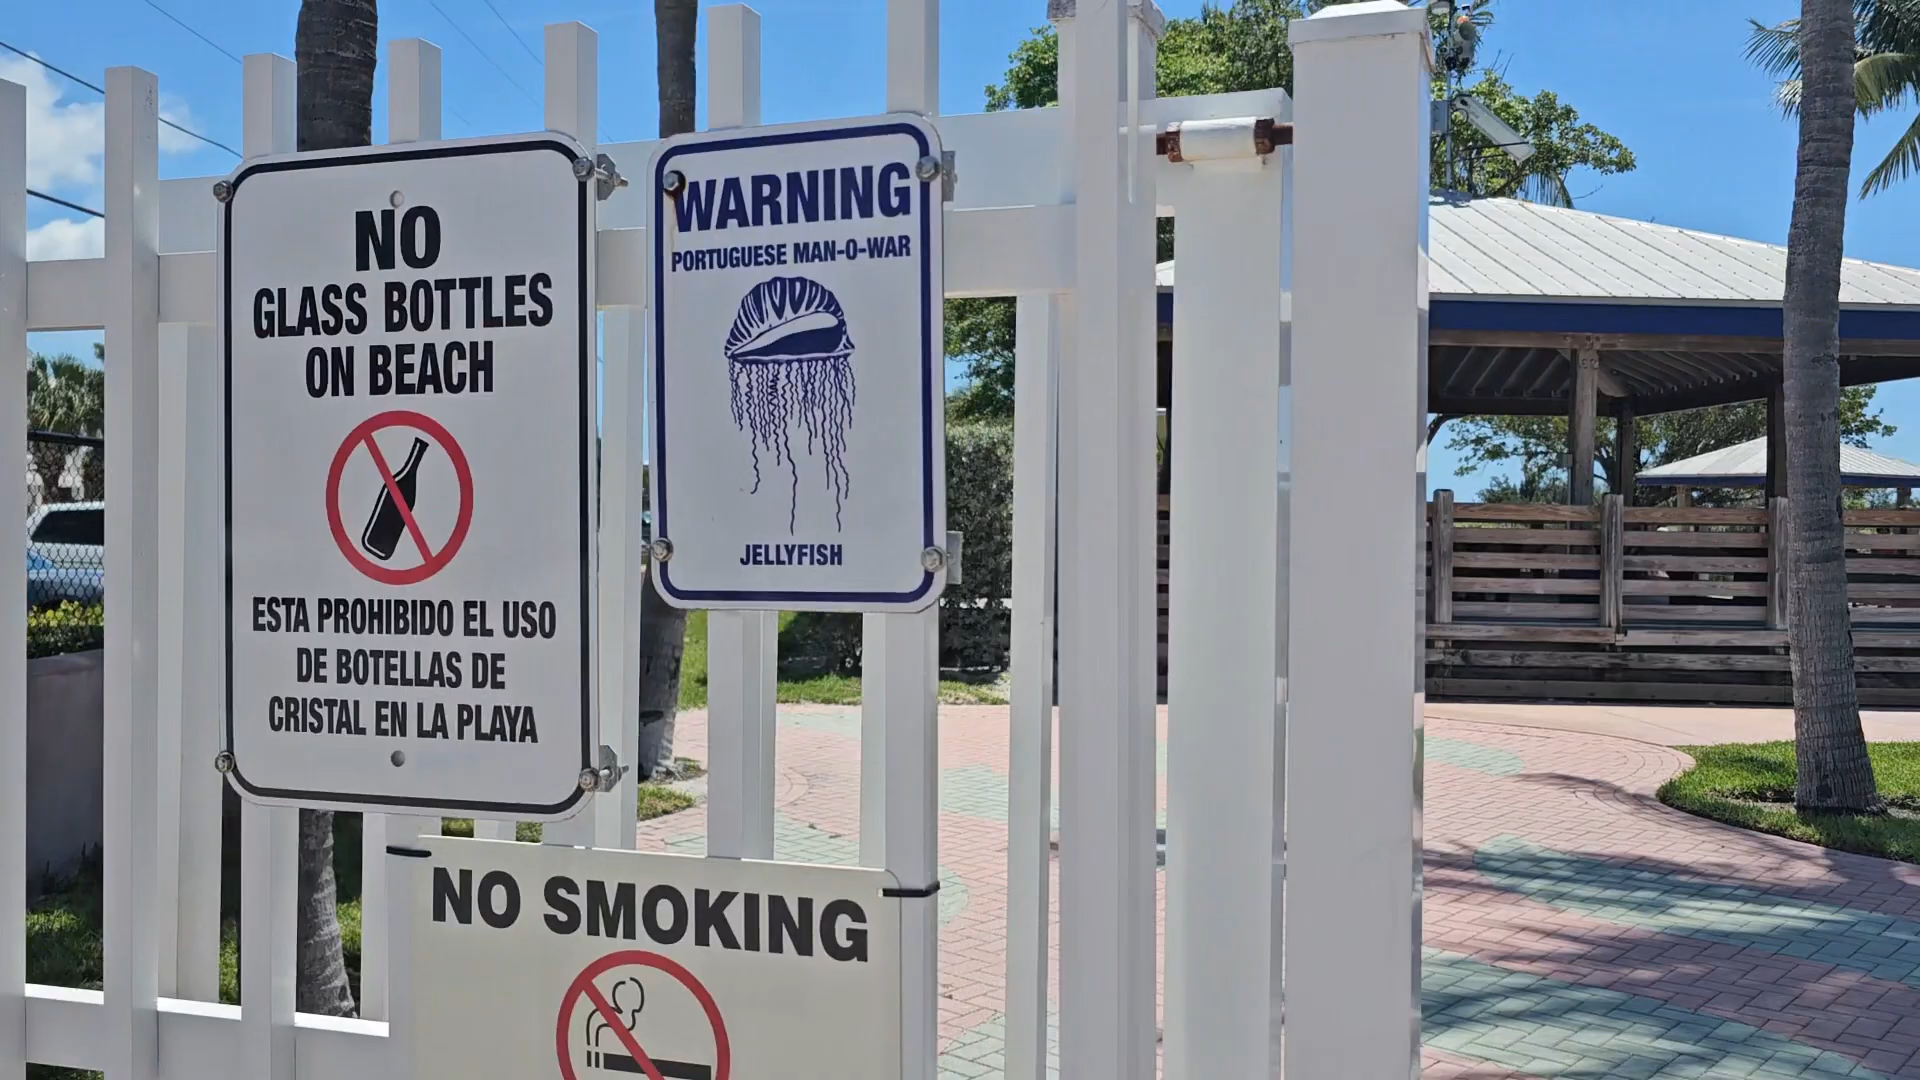 NO
GLASS BOTTLES
ON BEACH
ESTA PROHIBIDO EL USO
DE BOTELLAS DE
CRISTAL EN LA PLAYA
WARNING
PORTUGUESE MAN-O-WAR
JELLYFISH
NO SMOKING